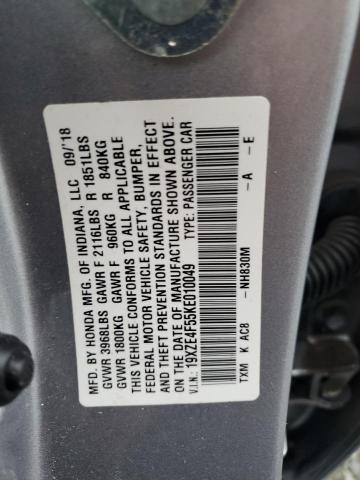 MFD. BY HONDA MFG. OF INDIANA, LLC 09/'18
GVWR 3968LBS GAWR F 2116LBS R 1851LBS
GVWR 1800KG GAWR F 960KG R 840KG
THIS VEHICLE CONFORMS TO ALL APPLICABLE
FEDERAL MOTOR VEHICLE SAFETY, BUMPER,
AND THEFT PREVENTION STANDARDS IN EFFECT
ON THE DATE OF MANUFACTURE SHOWN ABOVE.
V.I.N.: 19XZE4F55KE010049 TYPE: PASSENGER CAR
TXM K AC8 -NH830M -A -E